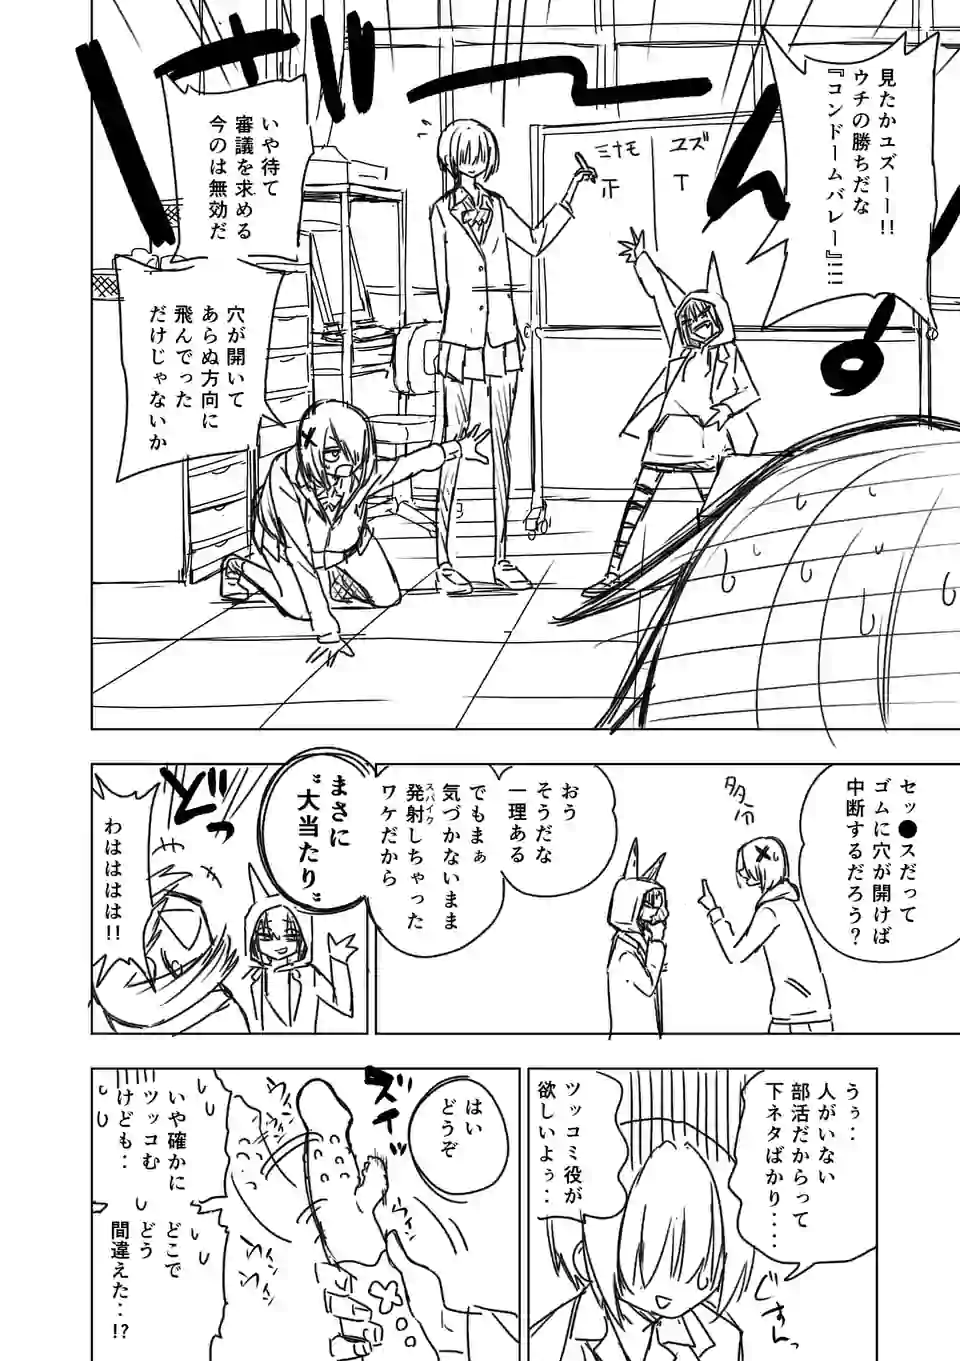 見たかユズーー!!
ウチの勝ちだな
『コンドームバレー』!!!
ミナモ
ユズ
正
T
いや待て
審議を求める
今のは無効だ
穴が開いて
あらぬ方向に
飛んでった
だけじゃないか
セッ●スだって
ゴムに穴が開けば
中断するだろう？
多分
おう
そうだな
一理ある
でもまぁ
気づかないまま
発射しちゃった
スパイク
ワケだから
まさに
"大当たり"
どっ
わははははは!!
うぅ‥
人がいない
部活だからって
下ネタばかり‥‥
ツッコミ役が
欲しいよぅ‥
ぐすん
はい
どうぞ
ズイ
いや確かに
ツッコむ
けども‥
どこで
どう
間違えた‥!?